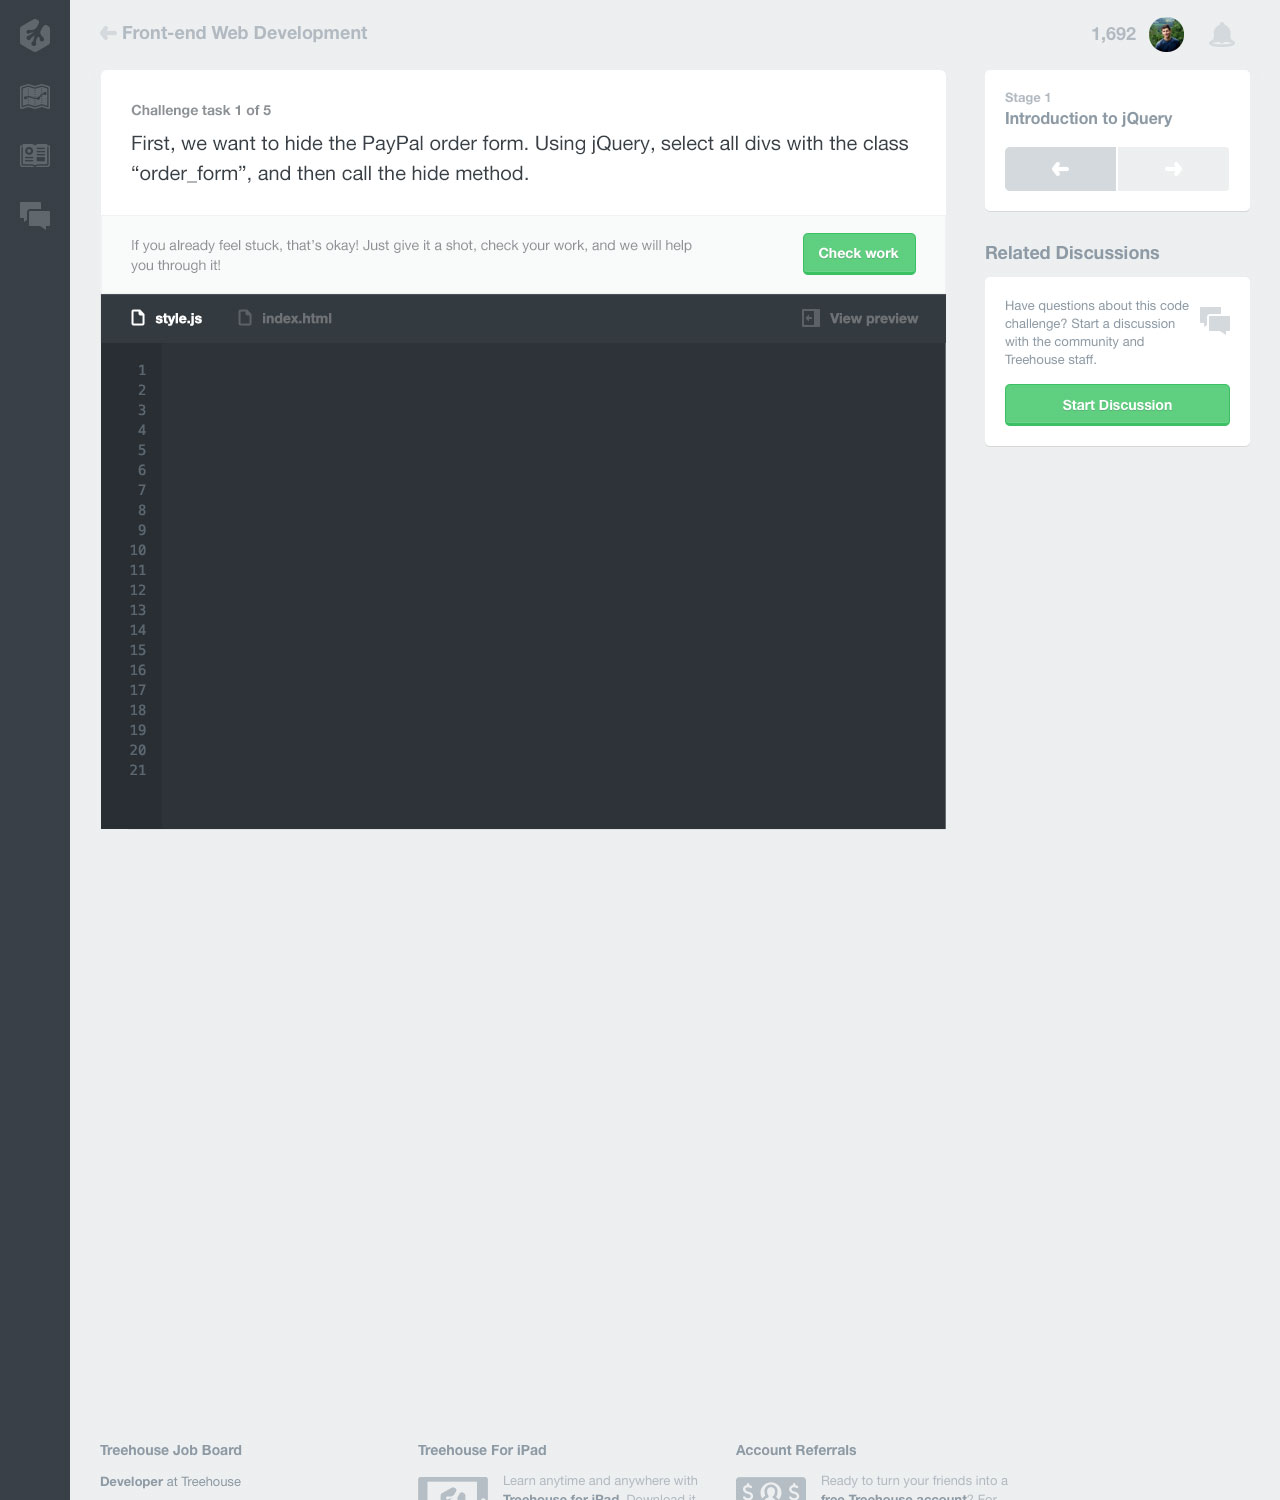 Front-end Web Development
1,692
Challenge task 1 of 5
First, we want to hide the PayPal order form. Using jQuery, select all divs with the class
“order_form”, and then call the hide method.
If you already feel stuck, that’s okay! Just give it a shot, check your work, and we will help
you through it!
Check work
style.js
index.html
View preview
1
2
3
4
5
6
7
8
9
10
11
12
13
14
15
16
17
18
19
20
21
Stage 1
Introduction to jQuery
Related Discussions
Have questions about this code
challenge? Start a discussion
with the community and
Treehouse staff.
Start Discussion
Treehouse Job Board
Developer at Treehouse
Treehouse For iPad
Learn anytime and anywhere with
Treehouse for iPad. Download it
Account Referrals
$ $
Ready to turn your friends into a
free Treehouse account? For